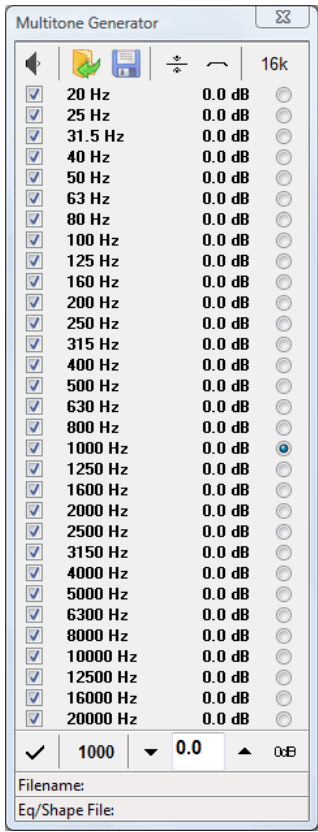 Multitone Generator
16k
20 Hz 0.0 dB
25 Hz 0.0 dB
31.5 Hz 0.0 dB
40 Hz 0.0 dB
50 Hz 0.0 dB
63 Hz 0.0 dB
80 Hz 0.0 dB
100 Hz 0.0 dB
125 Hz 0.0 dB
160 Hz 0.0 dB
200 Hz 0.0 dB
250 Hz 0.0 dB
315 Hz 0.0 dB
400 Hz 0.0 dB
500 Hz 0.0 dB
630 Hz 0.0 dB
800 Hz 0.0 dB
1000 Hz 0.0 dB
1250 Hz 0.0 dB
1600 Hz 0.0 dB
2000 Hz 0.0 dB
2500 Hz 0.0 dB
3150 Hz 0.0 dB
4000 Hz 0.0 dB
5000 Hz 0.0 dB
6300 Hz 0.0 dB
8000 Hz 0.0 dB
10000 Hz 0.0 dB
12500 Hz 0.0 dB
16000 Hz 0.0 dB
20000 Hz 0.0 dB
1000 0.0 0dB
Filename:
Eq/Shape File: